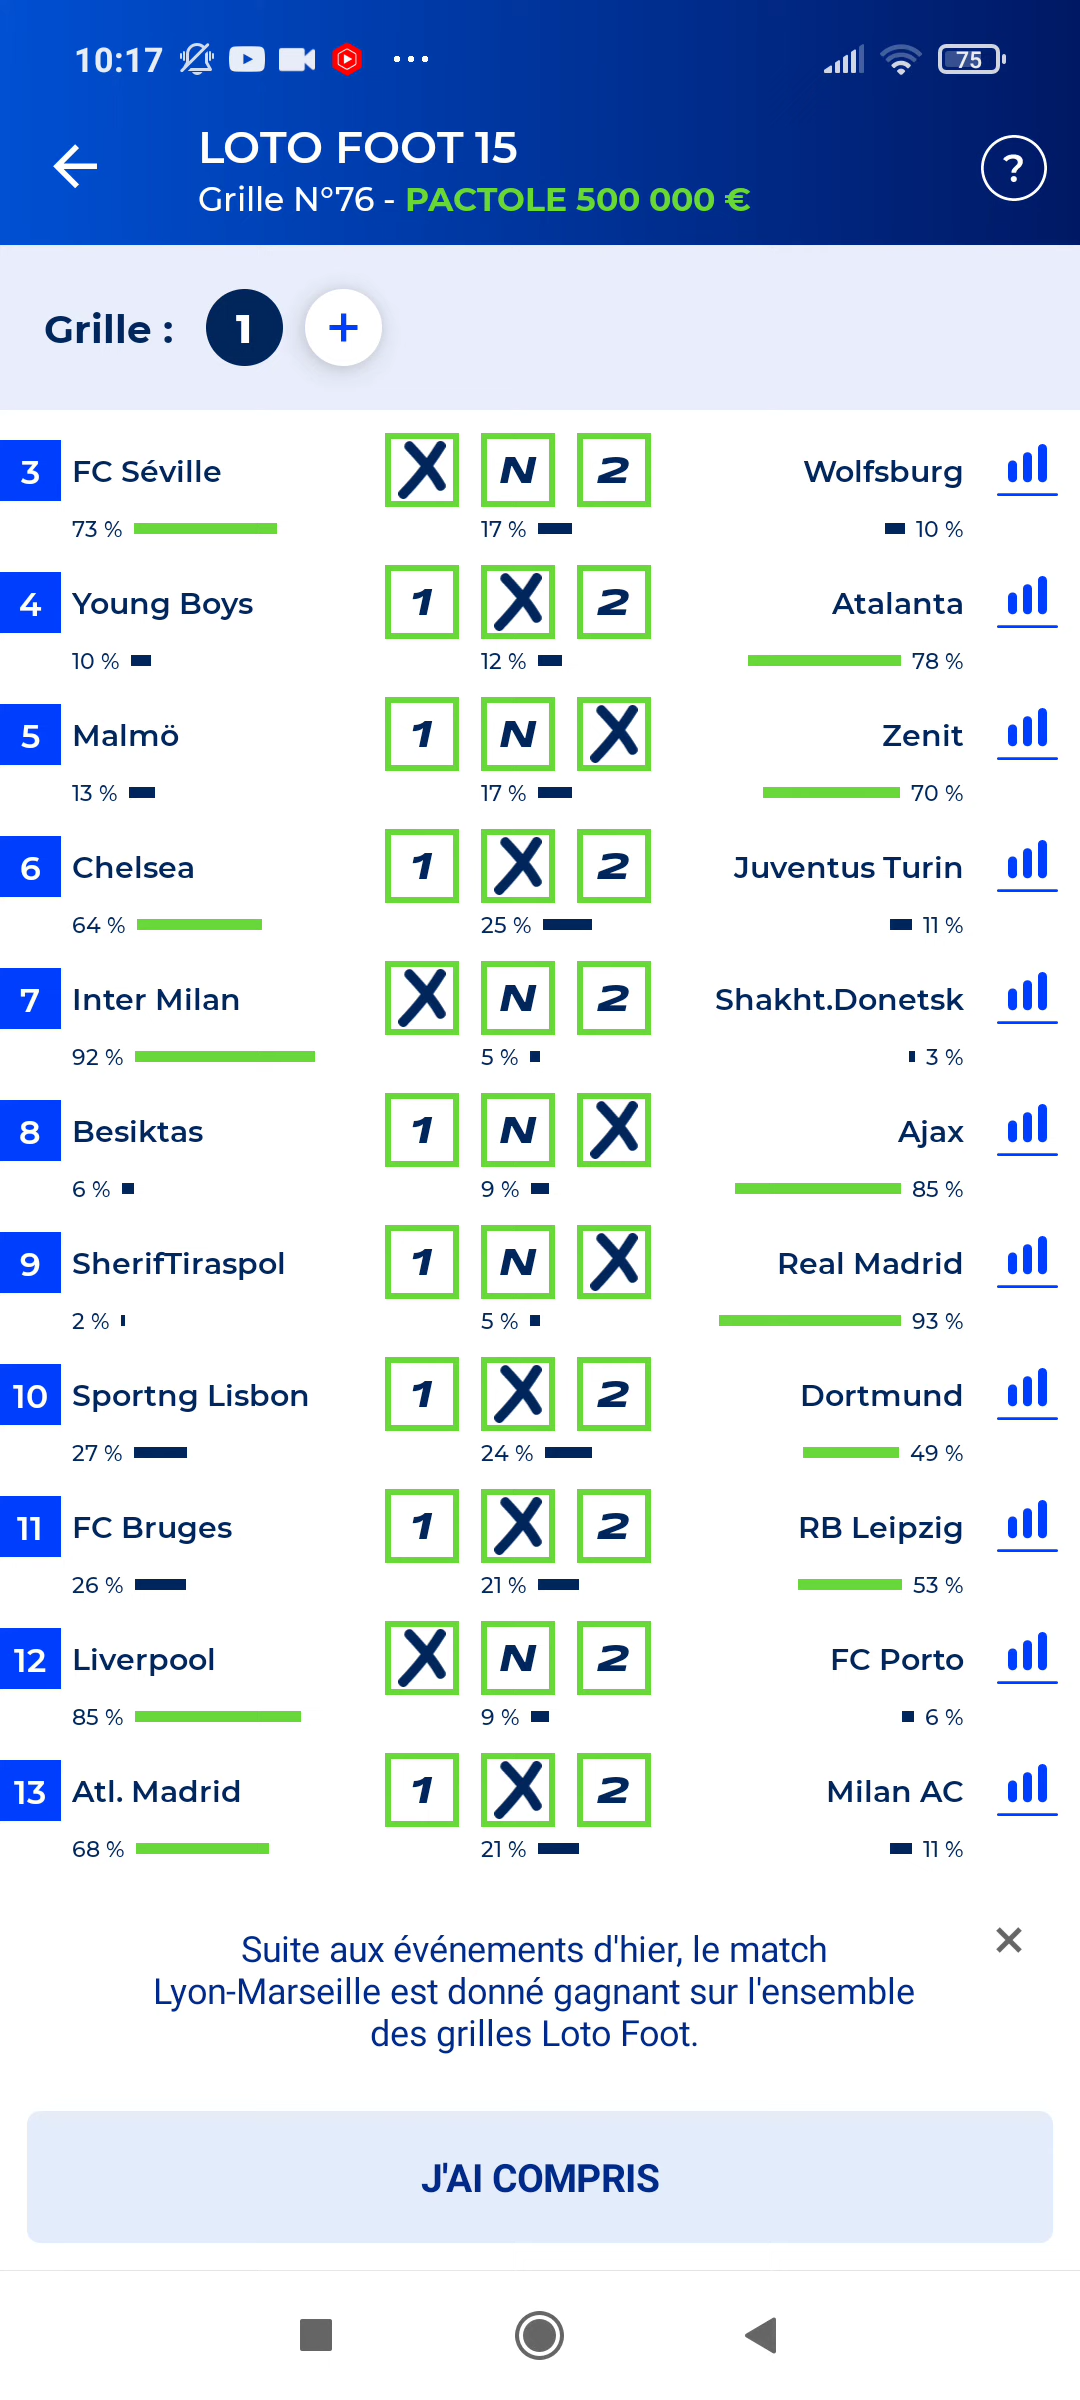 10:17
75
LOTO FOOT 15
Grille N°76 - PACTOLE 500 000 €
?
Grille : 1 +
3 FC Séville X N 2 Wolfsburg
73 % 17 % 10 %
4 Young Boys 1 X 2 Atalanta
10 % 12 % 78 %
5 Malmö 1 N X Zenit
13 % 17 % 70 %
6 Chelsea 1 X 2 Juventus Turin
64 % 25 % 11 %
7 Inter Milan X N 2 Shakht.Donetsk
92 % 5 % 3 %
8 Besiktas 1 N X Ajax
6 % 9 % 85 %
9 SherifTiraspol 1 N X Real Madrid
2 % 5 % 93 %
10 Sportng Lisbon 1 X 2 Dortmund
27 % 24 % 49 %
11 FC Bruges 1 X 2 RB Leipzig
26 % 21 % 53 %
12 Liverpool X N 2 FC Porto
85 % 9 % 6 %
13 Atl. Madrid 1 X 2 Milan AC
68 % 21 % 11 %
Suite aux événements d'hier, le match
Lyon-Marseille est donné gagnant sur l'ensemble
des grilles Loto Foot.
J'AI COMPRIS